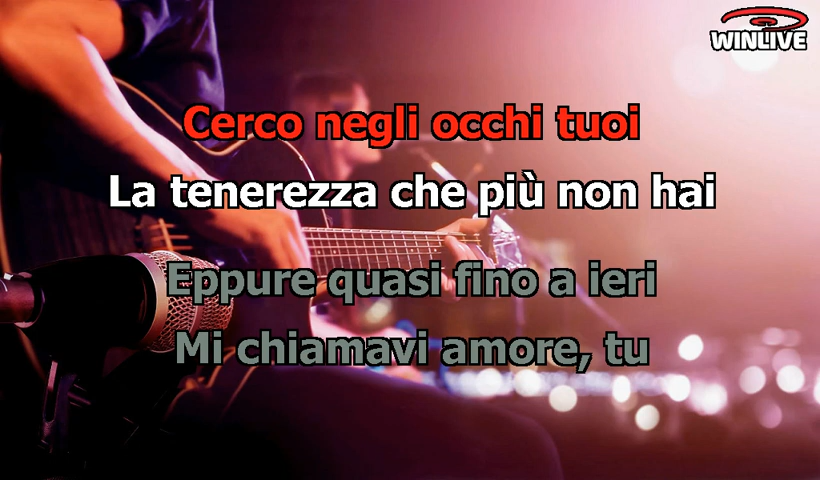 WINLIVE
Cerco negli occhi tuoi
La tenerezza che più non hai
Eppure quasi fino a ieri
Mi chiamavi amore, tu